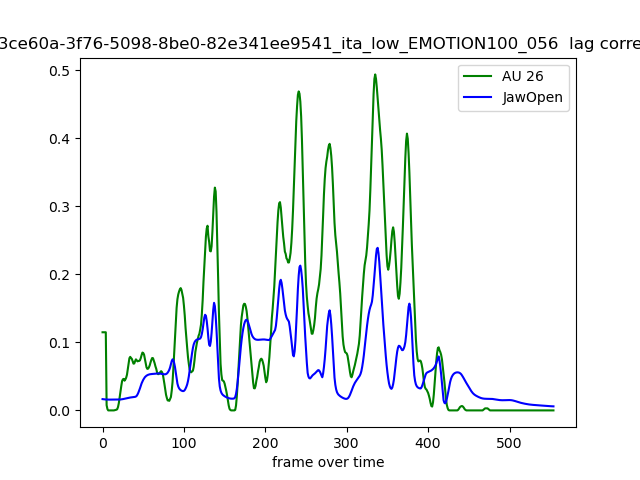 3ce60a-3f76-5098-8be0-82e341ee9541_ita_low_EMOTION100_056 lag corre
AU 26
JawOpen
0.5
0.4
0.3
0.2
0.1
0.0
0 100 200 300 400 500
frame over time